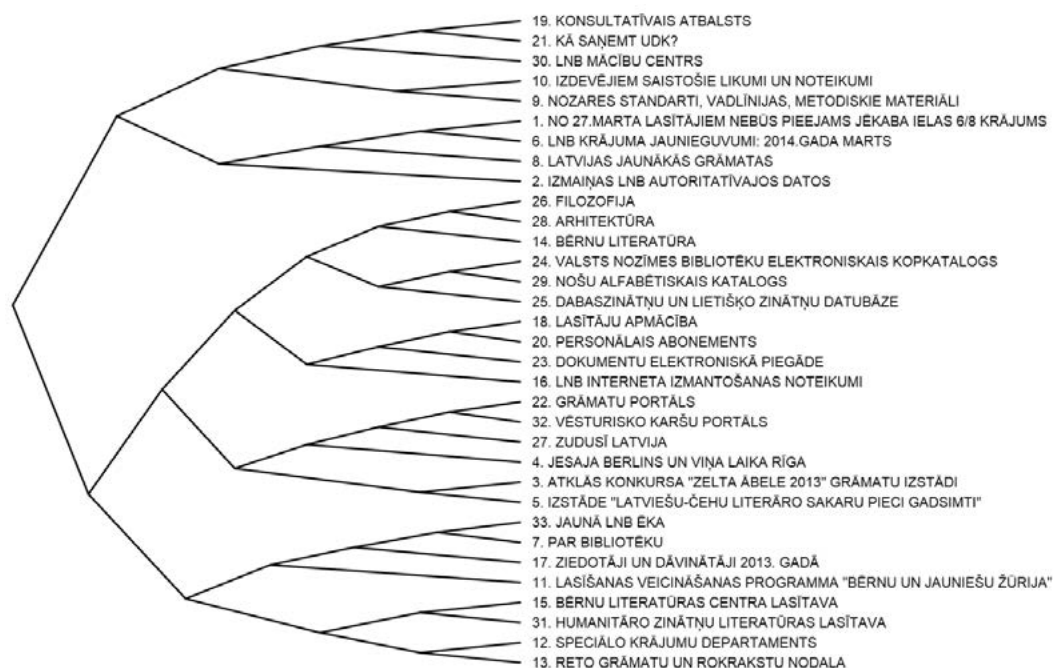 19. KONSULTATĪVAIS ATBALSTS
21. KĀ SAŅEMT UDK?
30. LNB MĀCĪBU CENTRS
10. IZDEVĒJIEM SAISTOŠIE LIKUMI UN NOTEIKUMI
9. NOZARES STANDARTI, VADLĪNIJAS, METODISKIE MATERIĀLI
1. NO 27.MARTA LASĪTĀJIEM NEBŪS PIEEJAMS JĒKABA IELAS 6/8 KRĀJUMS
6. LNB KRĀJUMA JAUNIEGUVUMI: 2014.GADA MARTS
8. LATVIJAS JAUNĀKĀS GRĀMATAS
2. IZMAIŅAS LNB AUTORITATĪVAJOS DATOS
26. FILOZOFIJA
28. ARHITEKTŪRA
14. BĒRNU LITERATŪRA
24. VALSTS NOZĪMES BIBLIOTĒKU ELEKTRONISKAIS KOPKATALOGS
29. NOŠU ALFABĒTISKAIS KATALOGS
25. DABASZINĀTŅU UN LIETIŠĶO ZINĀTŅU DATUBĀZE
18. LASĪTĀJU APMĀCĪBA
20. PERSONĀLAIS ABONEMENTS
23. DOKUMENTU ELEKTRONISKĀ PIEGĀDE
16. LNB INTERNETA IZMANTOŠANAS NOTEIKUMI
22. GRĀMATU PORTĀLS
32. VĒSTURISKO KARŠU PORTĀLS
27. ZUDUSĪ LATVIJA
4. JESAJA BERLINS UN VIŅA LAIKA RĪGA
3. ATKLĀS KONKURSA "ZELTA ĀBELE 2013" GRĀMATU IZSTĀDI
5. IZSTĀDE "LATVIEŠU-ČEHU LITERĀRO SAKARU PIECI GADSIMTI"
33. JAUNĀ LNB ĒKA
7. PAR BIBLIOTĒKU
17. ZIEDOTĀJI UN DĀVINĀTĀJI 2013. GADĀ
11. LASĪŠANAS VEICINĀŠANAS PROGRAMMA "BĒRNU UN JAUNIEŠU ŽŪRIJA"
15. BĒRNU LITERATŪRAS CENTRA LASĪTAVA
31. HUMANITĀRO ZINĀTŅU LITERATŪRAS LASĪTAVA
12. SPECIĀLO KRĀJUMU DEPARTAMENTS
13. RETO GRĀMATU UN ROKRAKSTU NODAĻA